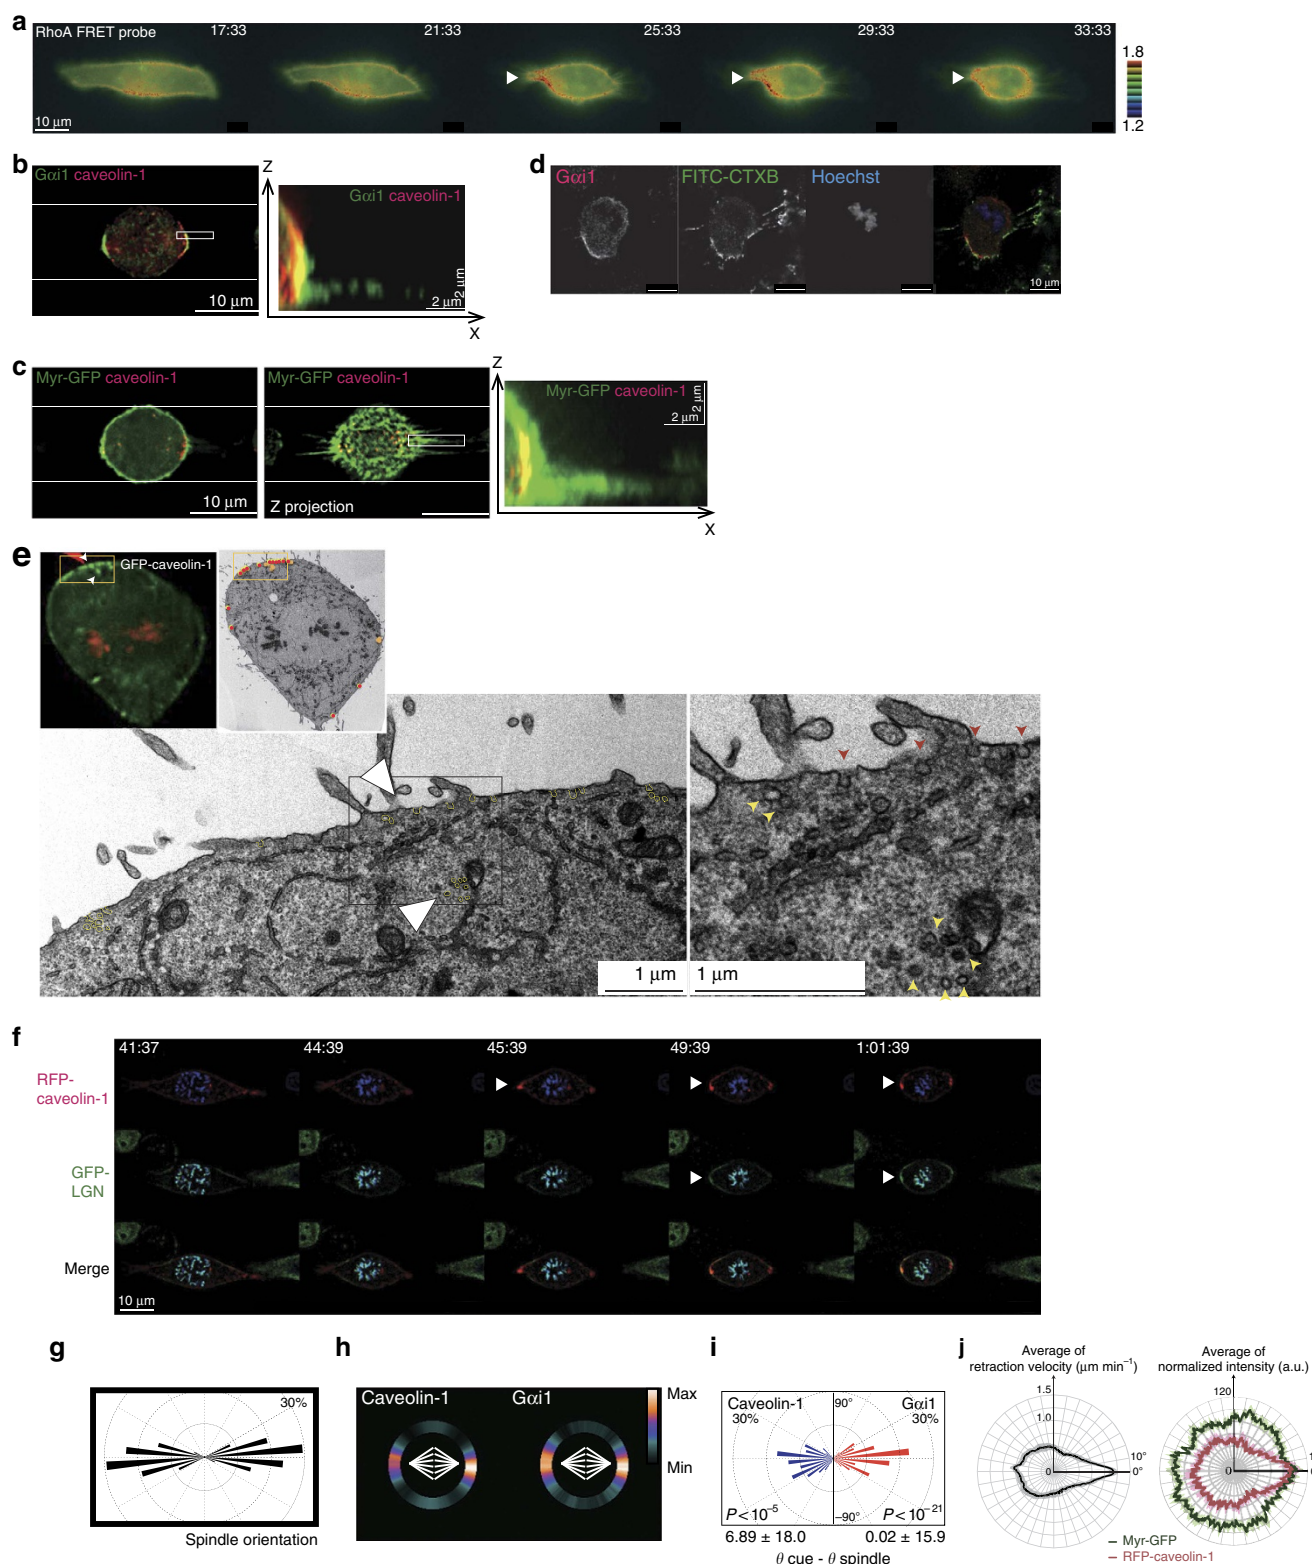 a
RhoA FRET probe 17:33 21:33 25:33 29:33 33:33
1.8
1.2
10 μm
b
Gαi1 caveolin-1
10 μm
Z
Gαi1 caveolin-1
2 μm
2 μm
X
d
Gαi1 FITC-CTXB Hoechst
10 μm
c
Myr-GFP caveolin-1
10 μm
Myr-GFP caveolin-1
Z projection
Z
Myr-GFP caveolin-1
2 μm
2 μm
X
e
GFP-caveolin-1
1 μm
1 μm
f
41:37 44:39 45:39 49:39 1:01:39
RFP-
caveolin-1
GFP-
LGN
Merge
10 μm
g
30%
Spindle orientation
h
Caveolin-1 Gαi1
Max
Min
i
Caveolin-1 90° Gαi1
30% 30%
P < 10⁻⁵ –90° P < 10⁻²¹
6.89 ± 18.0 0.02 ± 15.9
θ cue - θ spindle
j
Average of
retraction velocity (μm min⁻¹)
1.5
1.0
10°
0°
0
Average of
normalized intensity (a.u.)
120
0
Myr-GFP
RFP-caveolin-1